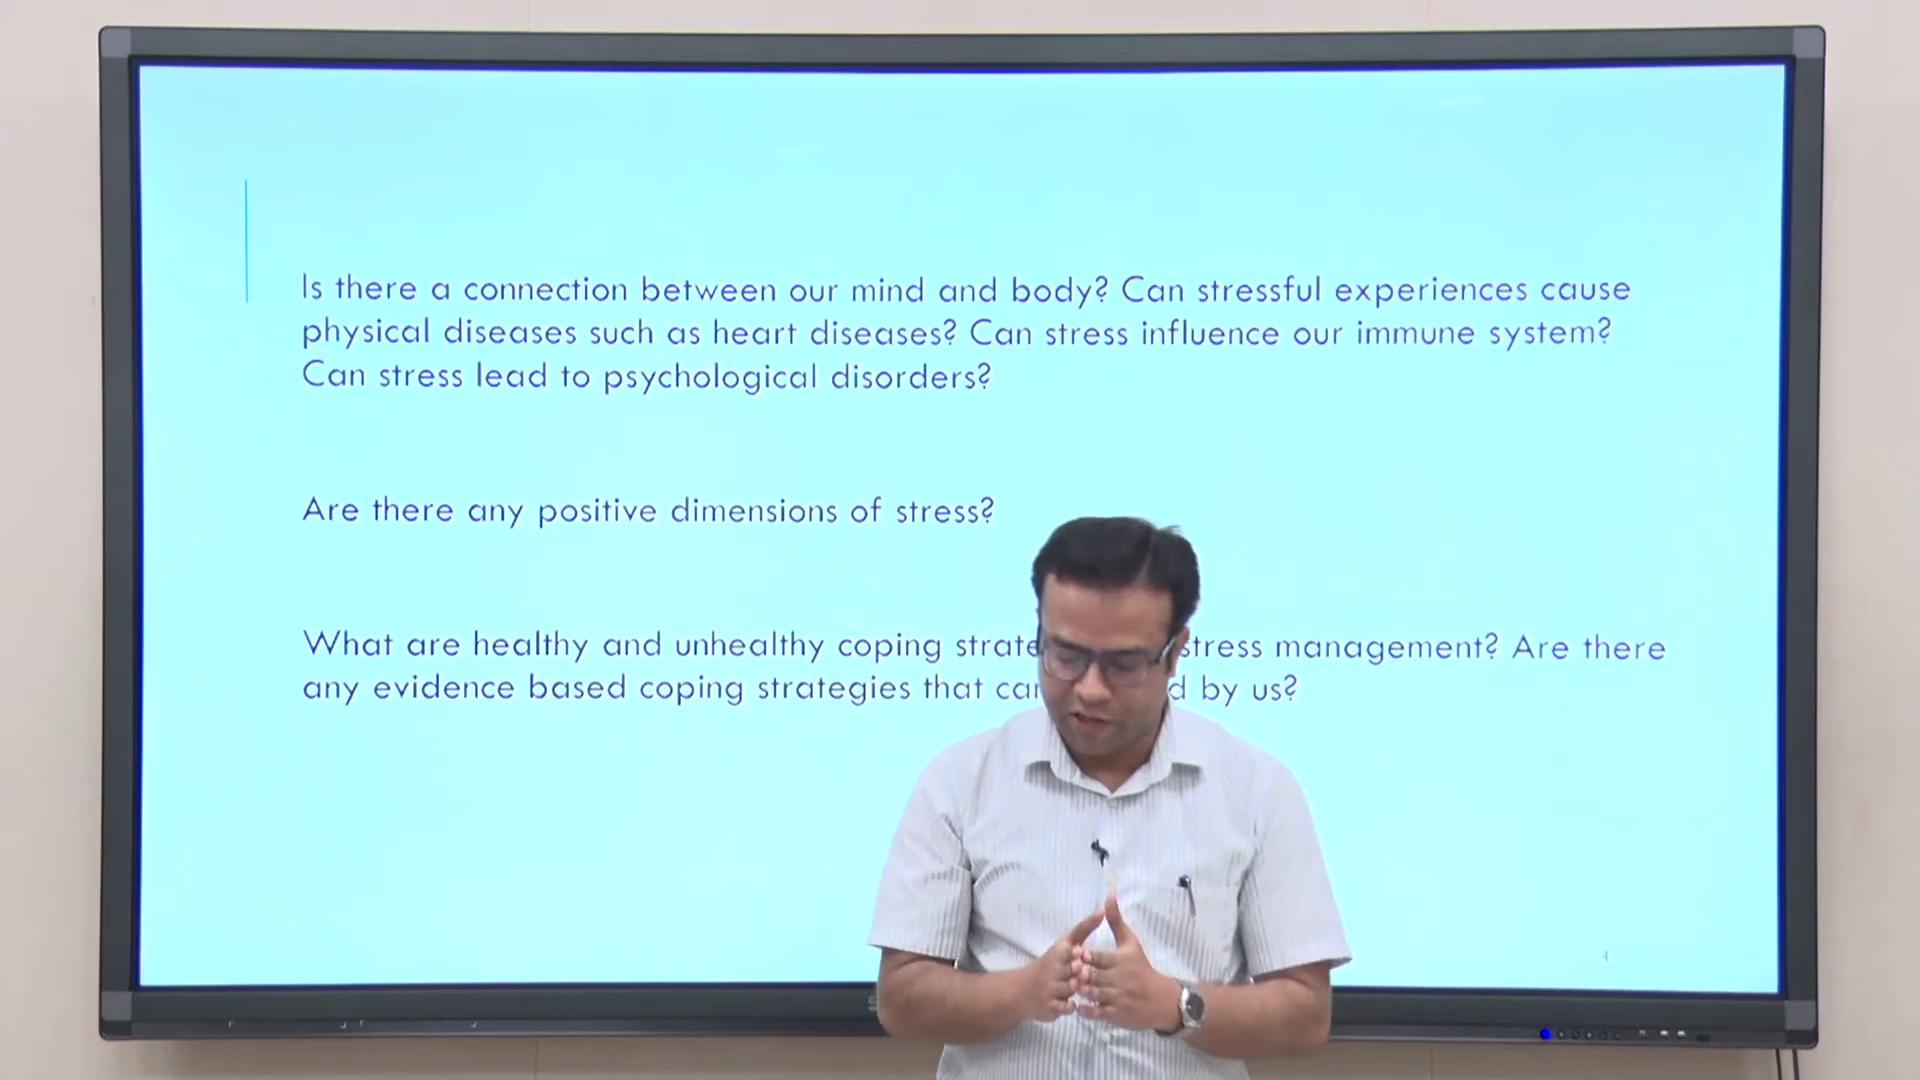 Is there a connection between our mind and body? Can stressful experiences cause
physical diseases such as heart diseases? Can stress influence our immune system?
Can stress lead to psychological disorders?
Are there any positive dimensions of stress?
What are healthy and unhealthy coping stress management? Are there
any evidence based coping strategies that by us?